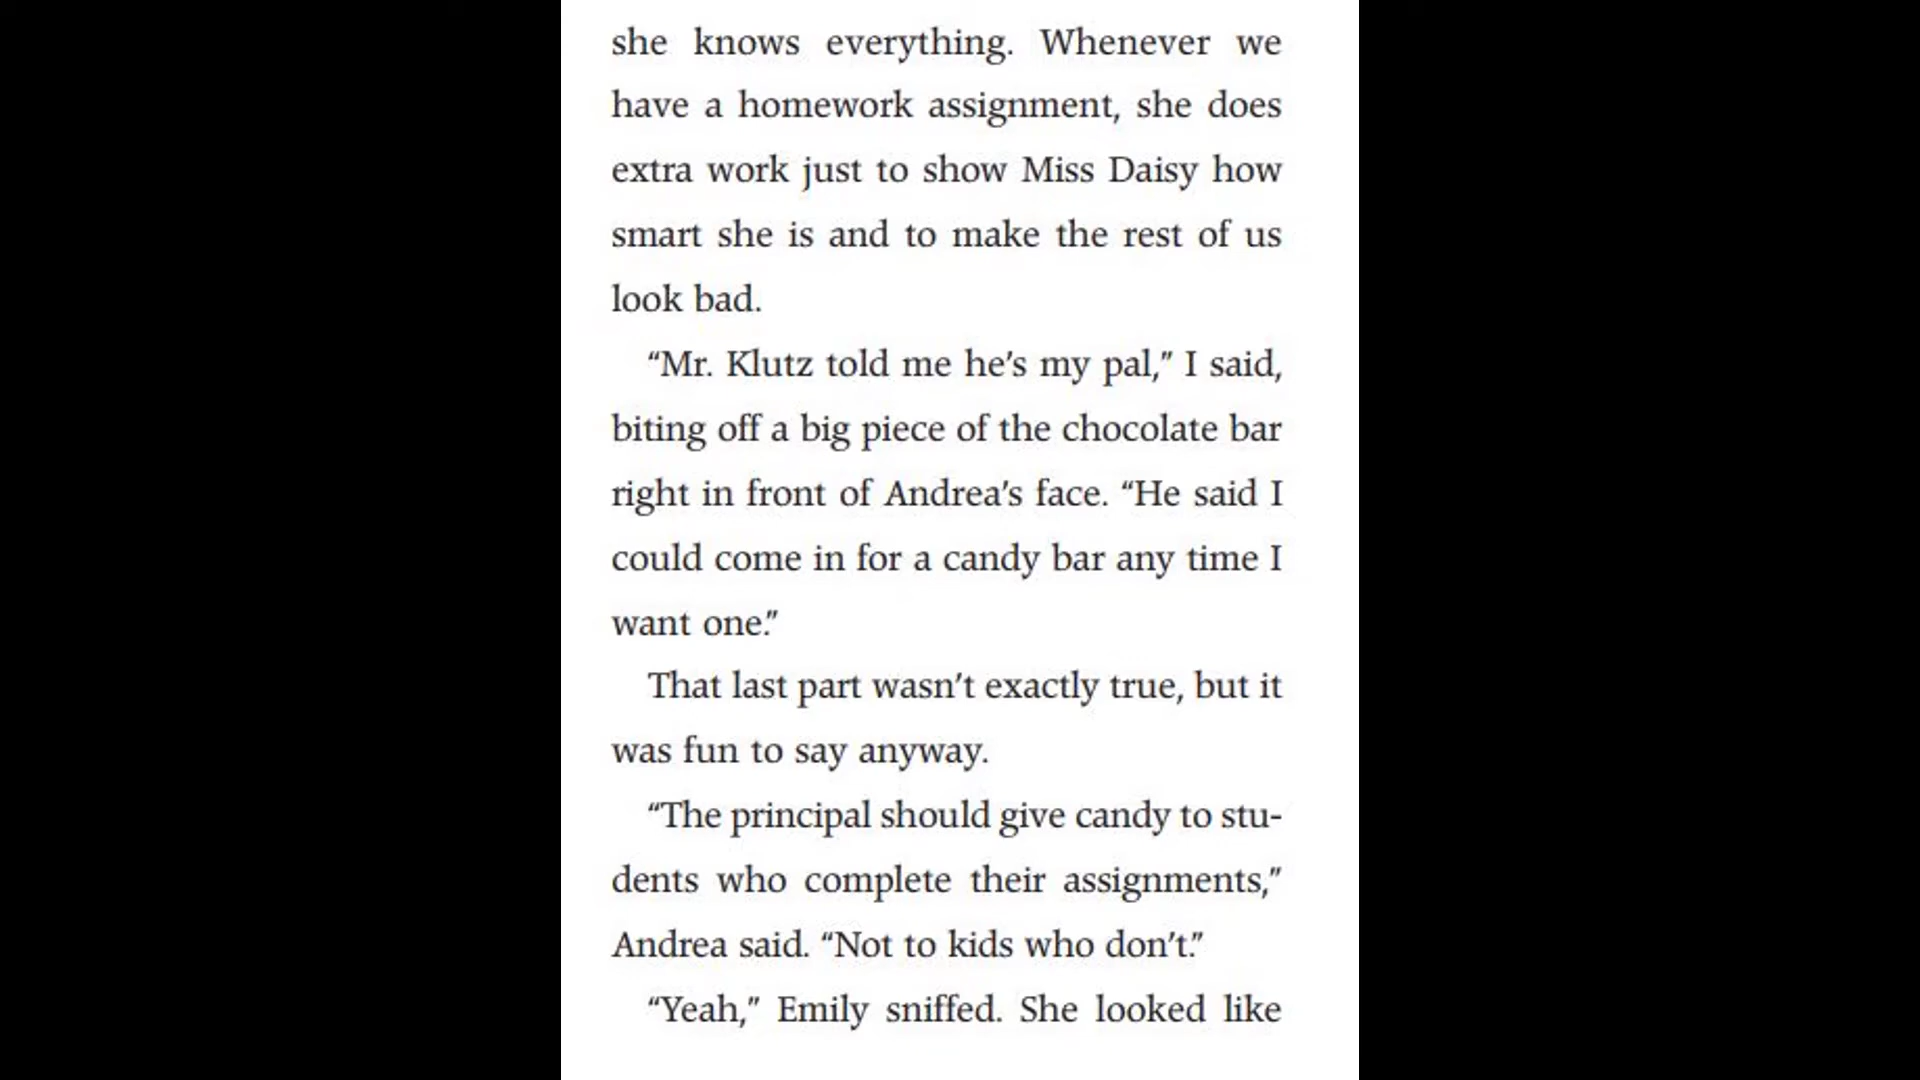 she knows everything. Whenever we
have a homework assignment, she does
extra work just to show Miss Daisy how
smart she is and to make the rest of us
look bad.
“Mr. Klutz told me he’s my pal,” I said,
biting off a big piece of the chocolate bar
right in front of Andrea’s face. “He said I
could come in for a candy bar any time I
want one.”
That last part wasn’t exactly true, but it
was fun to say anyway.
“The principal should give candy to stu-
dents who complete their assignments,”
Andrea said. “Not to kids who don’t.”
“Yeah,” Emily sniffed. She looked like